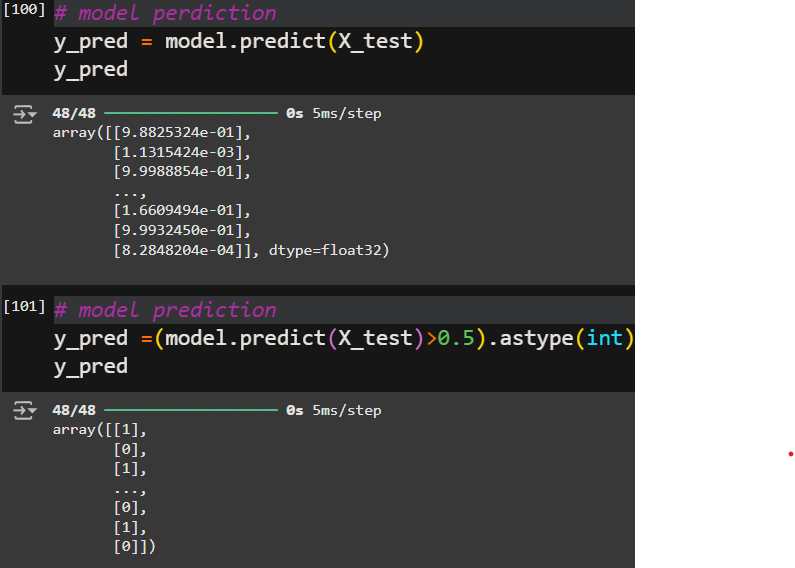 [100] # model perdiction
y_pred = model.predict(X_test)
y_pred
48/48 0s 5ms/step
array([[9.8825324e-01],
[1.1315424e-03],
[9.9988854e-01],
...,
[1.6609494e-01],
[9.9932450e-01],
[8.2848204e-04]], dtype=float32)
[101] # model prediction
y_pred =(model.predict(X_test)>0.5).astype(int)
y_pred
48/48 0s 5ms/step
array([[1],
[0],
[1],
...,
[0],
[1],
[0]])